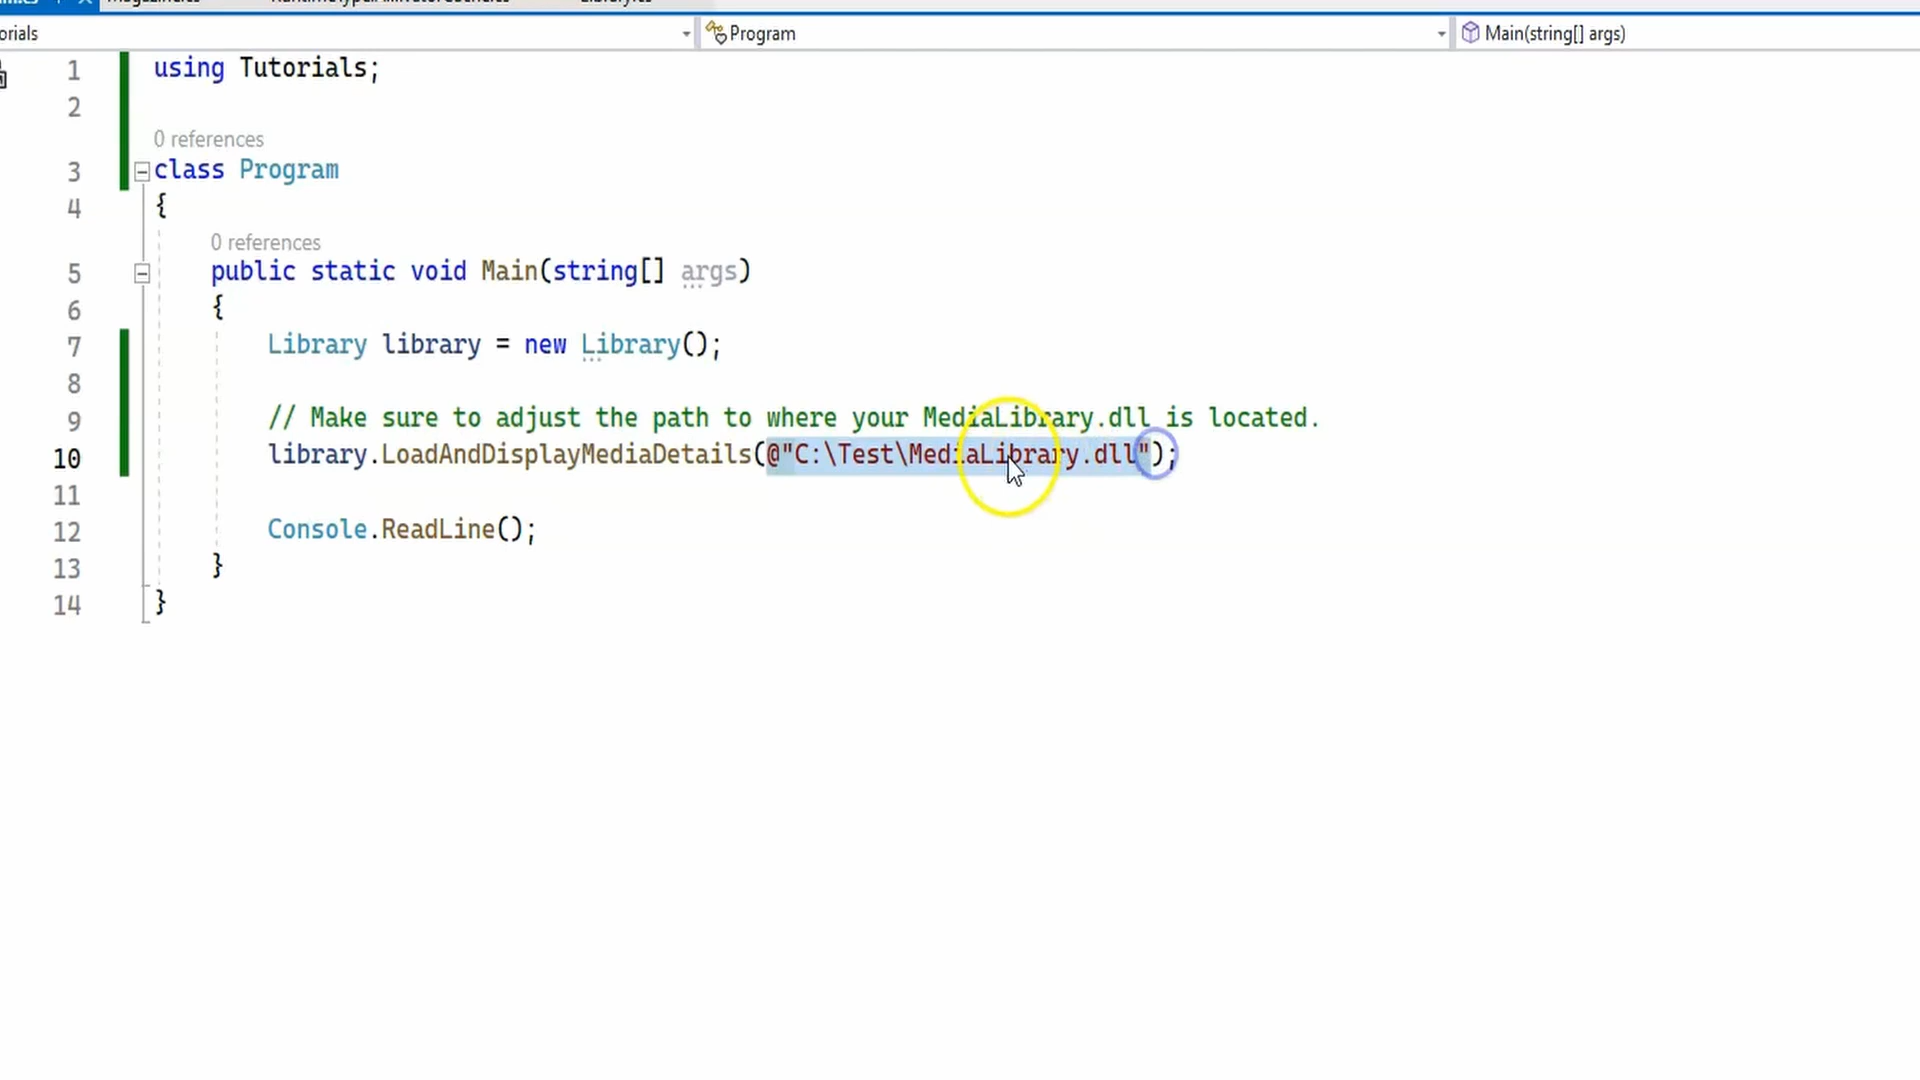 orials Program Main(string[] args)
1 using Tutorials;
2
0 references
3 class Program
4 {
0 references
5 public static void Main(string[] args)
6 {
7 Library library = new Library();
8
9 // Make sure to adjust the path to where your MediaLibrary.dll is located.
10 library.LoadAndDisplayMediaDetails(@"C:\Test\MediaLibrary.dll");
11
12 Console.ReadLine();
13 }
14 }